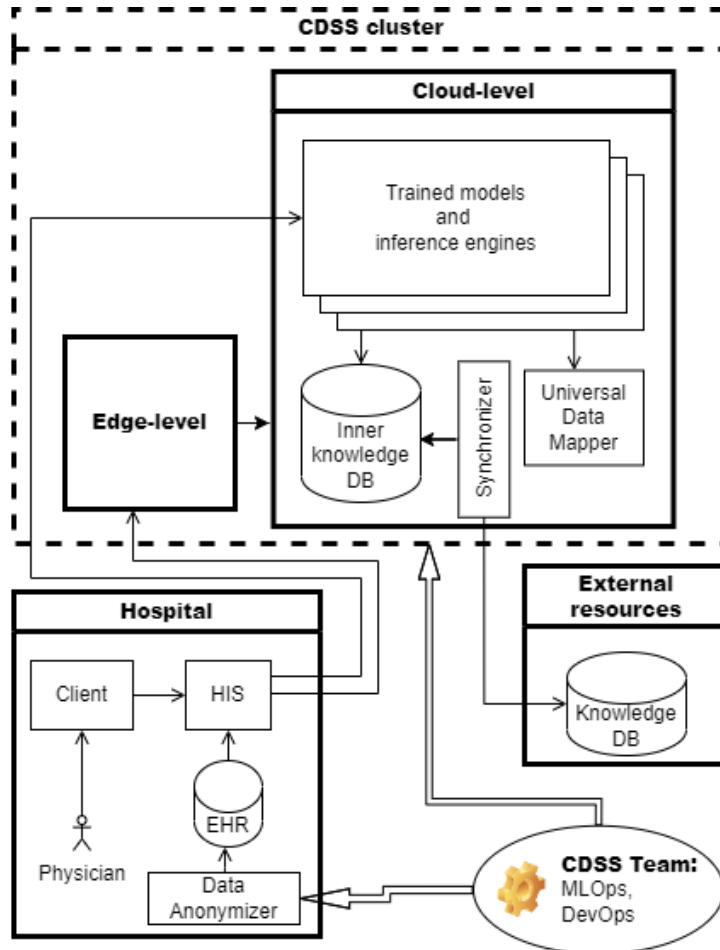 CDSS cluster
Cloud-level
Trained models
and
inference engines
Edge-level
Inner
knowledge
DB
Synchronizer
Universal
Data
Mapper
Hospital
External
resources
Client
HIS
Knowledge
DB
EHR
Physician
Data
Anonymizer
CDSS Team:
MLOps,
DevOps